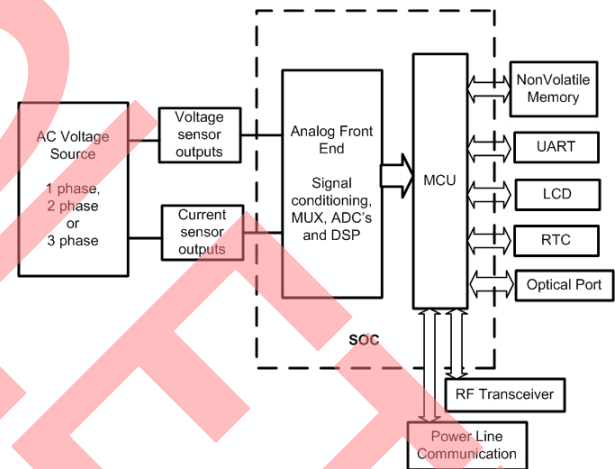 AC Voltage
Source
1 phase,
2 phase
or
3 phase
Voltage
sensor
outputs
Current
sensor
outputs
Analog Front
End
Signal
conditioning,
MUX, ADC's
and DSP
MCU
SOC
NonVolatile
Memory
UART
LCD
RTC
Optical Port
RF Transceiver
Power Line
Communication